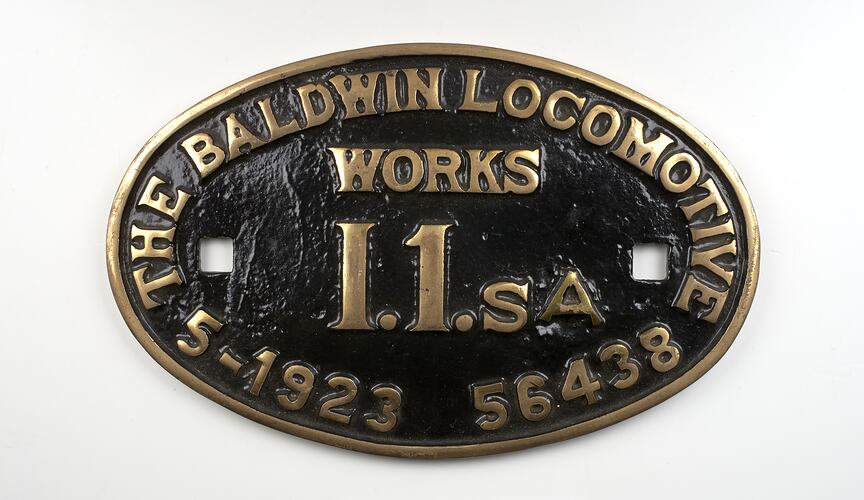 THE BALDWIN LOCOMOTIVE
WORKS
I.1.SA
5-1923 56438